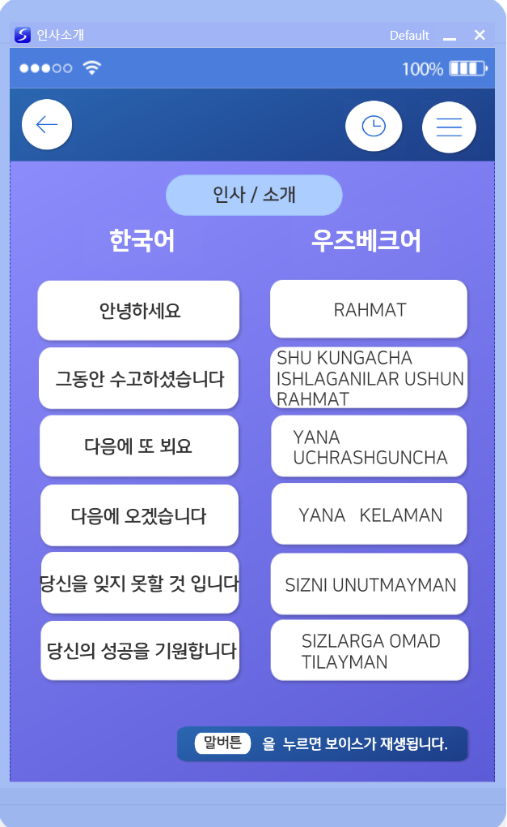 인사소개
Default
100%
인사 / 소개
한국어 우즈베크어
안녕하세요
RAHMAT
그동안 수고하셨습니다
SHU KUNGACHA
ISHLAGANILAR USHUN
RAHMAT
다음에 또 뵈요
YANA
UCHRASHGUNCHA
다음에 오겠습니다
YANA KELAMAN
당신을 잊지 못할 것 입니다
SIZNI UNUTMAYMAN
당신의 성공을 기원합니다
SIZLARGA OMAD
TILAYMAN
말버튼 을 누르면 보이스가 재생됩니다.